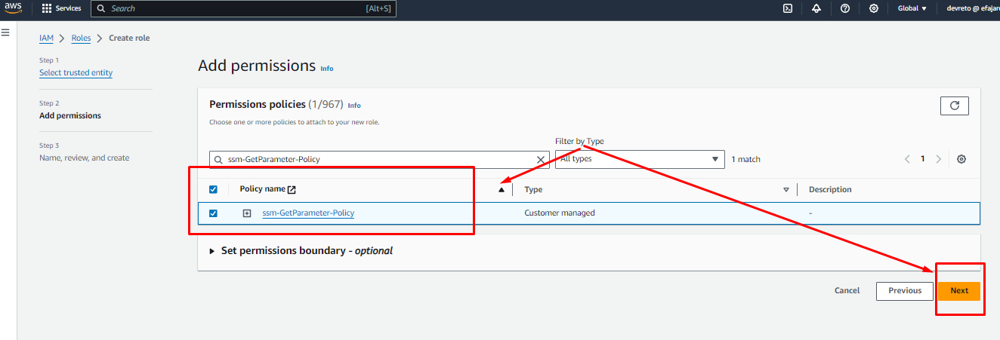 aws
Services
Search
[Alt+S]
Global
devreto @ efajar
IAM
Roles
Create role
Step 1
Select trusted entity
Step 2
Add permissions
Step 3
Name, review, and create
Add permissions Info
Permissions policies (1/967) Info
Choose one or more policies to attach to your new role.
Filter by Type
ssm-GetParameter-Policy
All types
1 match
1
Policy name
Type
Description
ssm-GetParameter-Policy
Customer managed
-
Set permissions boundary - optional
Cancel
Previous
Next